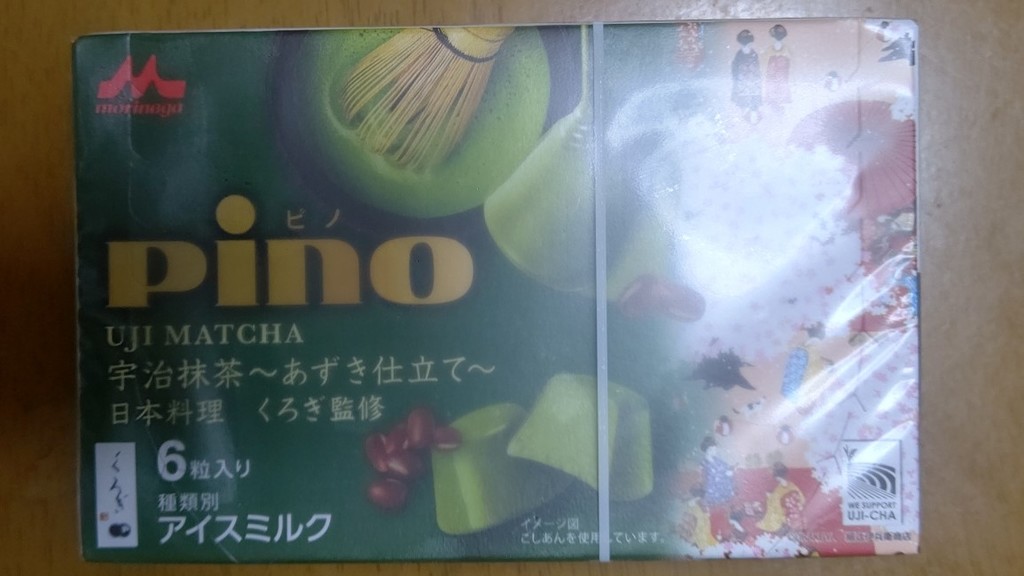 morinaga
ピノ
pino
UJI MATCHA
宇治抹茶~あずき仕立て~
日本料理 くろぎ監修
くろぎ
6粒入り
種類別
アイスミルク
イメージ図
こしあんを使用しています。
WE SUPPORT
UJI-CHA